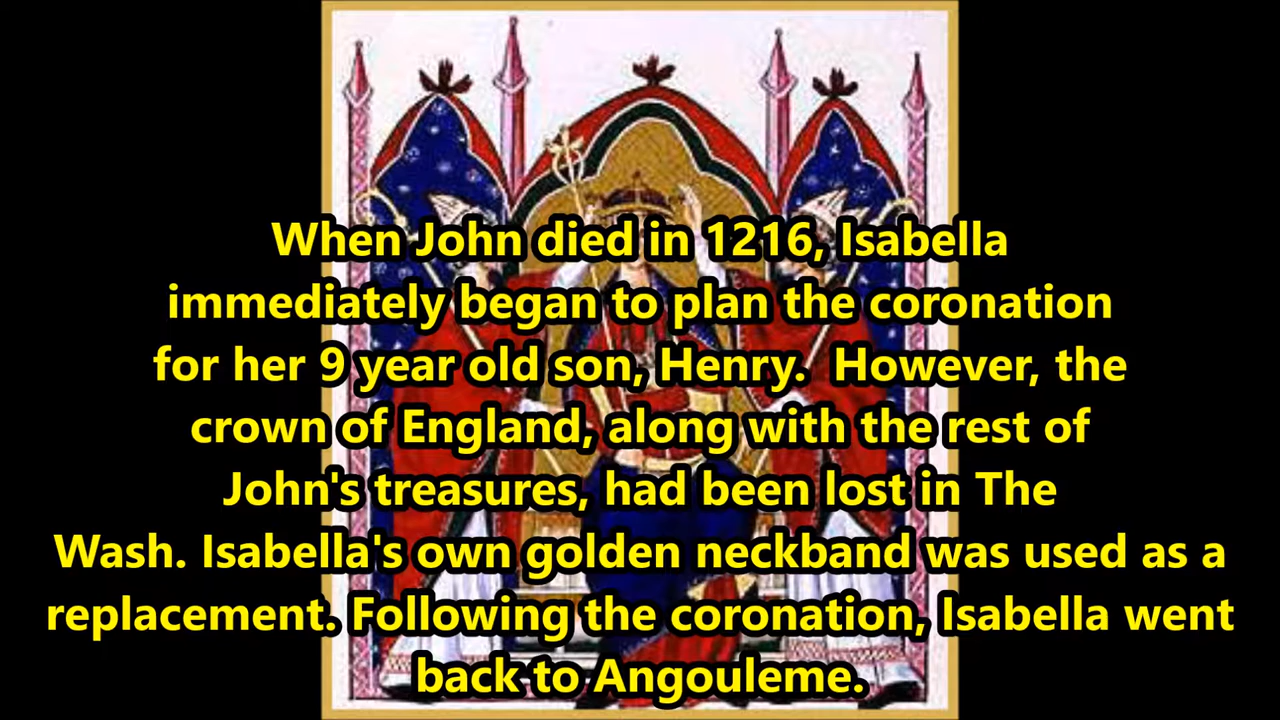 When John died in 1216, Isabella
immediately began to plan the coronation
for her 9 year old son, Henry.  However, the
crown of England, along with the rest of
John's treasures, had been lost in The
Wash. Isabella's own golden neckband was used as a
replacement. Following the coronation, Isabella went
back to Angouleme.